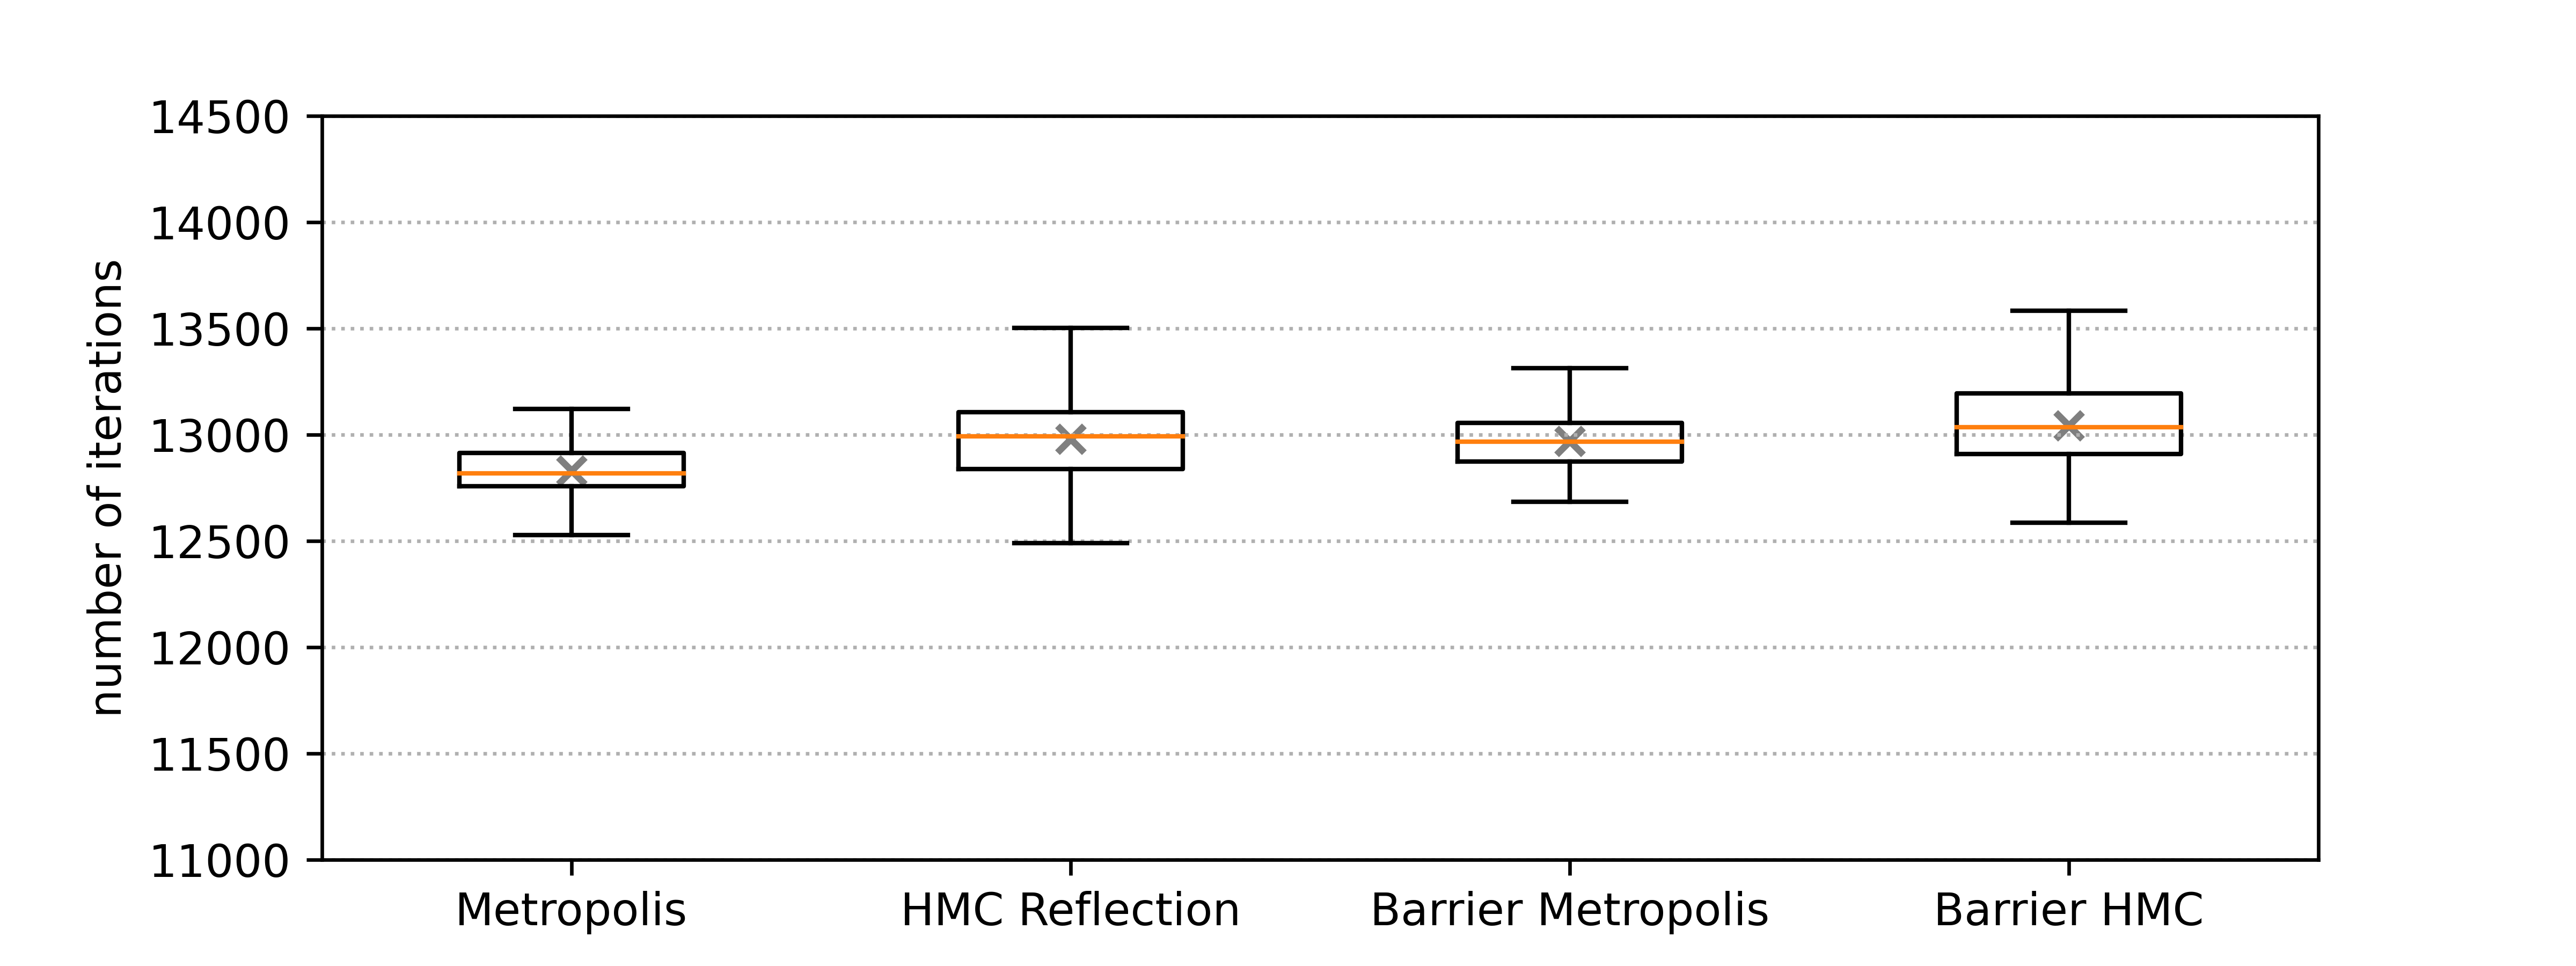 14500
14000
13500
13000
12500
12000
11500
11000
number of iterations
Metropolis
HMC Reflection
Barrier Metropolis
Barrier HMC